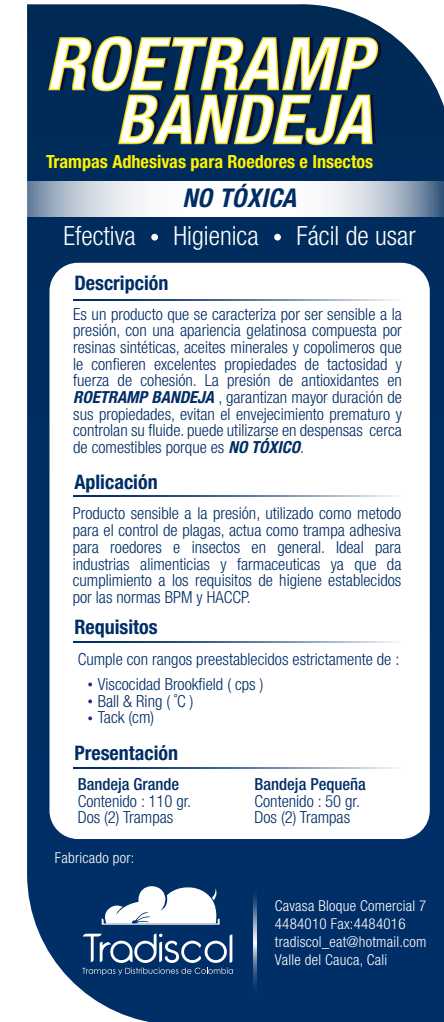 ROETRAMP
BANDEJA
Trampas Adhesivas para Roedores e Insectos
NO TÓXICA
Efectiva • Higienica • Fácil de usar
Descripción
Es un producto que se caracteriza por ser sensible a la
presión, con una apariencia gelatinosa compuesta por
resinas sintéticas, aceites minerales y copolimeros que
le confieren excelentes propiedades de tactosidad y
fuerza de cohesión. La presión de antioxidantes en
ROETRAMP BANDEJA , garantizan mayor duración de
sus propiedades, evitan el envejecimiento prematuro y
controlan su fluide. puede utilizarse en despensas cerca
de comestibles porque es NO TÓXICO.
Aplicación
Producto sensible a la presión, utilizado como metodo
para el control de plagas, actua como trampa adhesiva
para roedores e insectos en general. Ideal para
industrias alimenticias y farmaceuticas ya que da
cumplimiento a los requisitos de higiene establecidos
por las normas BPM y HACCP.
Requisitos
Cumple con rangos preestablecidos estrictamente de :
• Viscocidad Brookfield ( cps )
• Ball & Ring ( °C )
• Tack (cm)
Presentación
Bandeja Grande
Contenido : 110 gr.
Dos (2) Trampas
Bandeja Pequeña
Contenido : 50 gr.
Dos (2) Trampas
Fabricado por:
Tradiscol
Trampas y Distribuciones de Colombia
Cavasa Bloque Comercial 7
4484010 Fax:4484016
tradiscol_eat@hotmail.com
Valle del Cauca, Cali